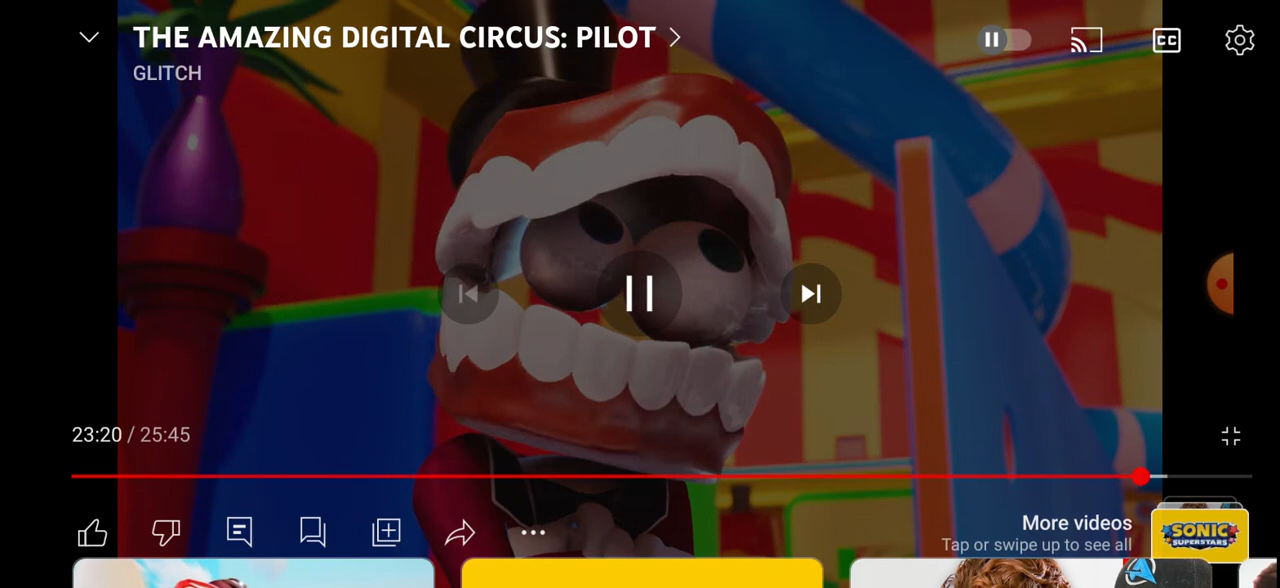 THE AMAZING DIGITAL CIRCUS: PILOT
GLITCH
CC
23:20 / 25:45
More videos
Tap or swipe up to see all
SONIC
SUPERSTARS